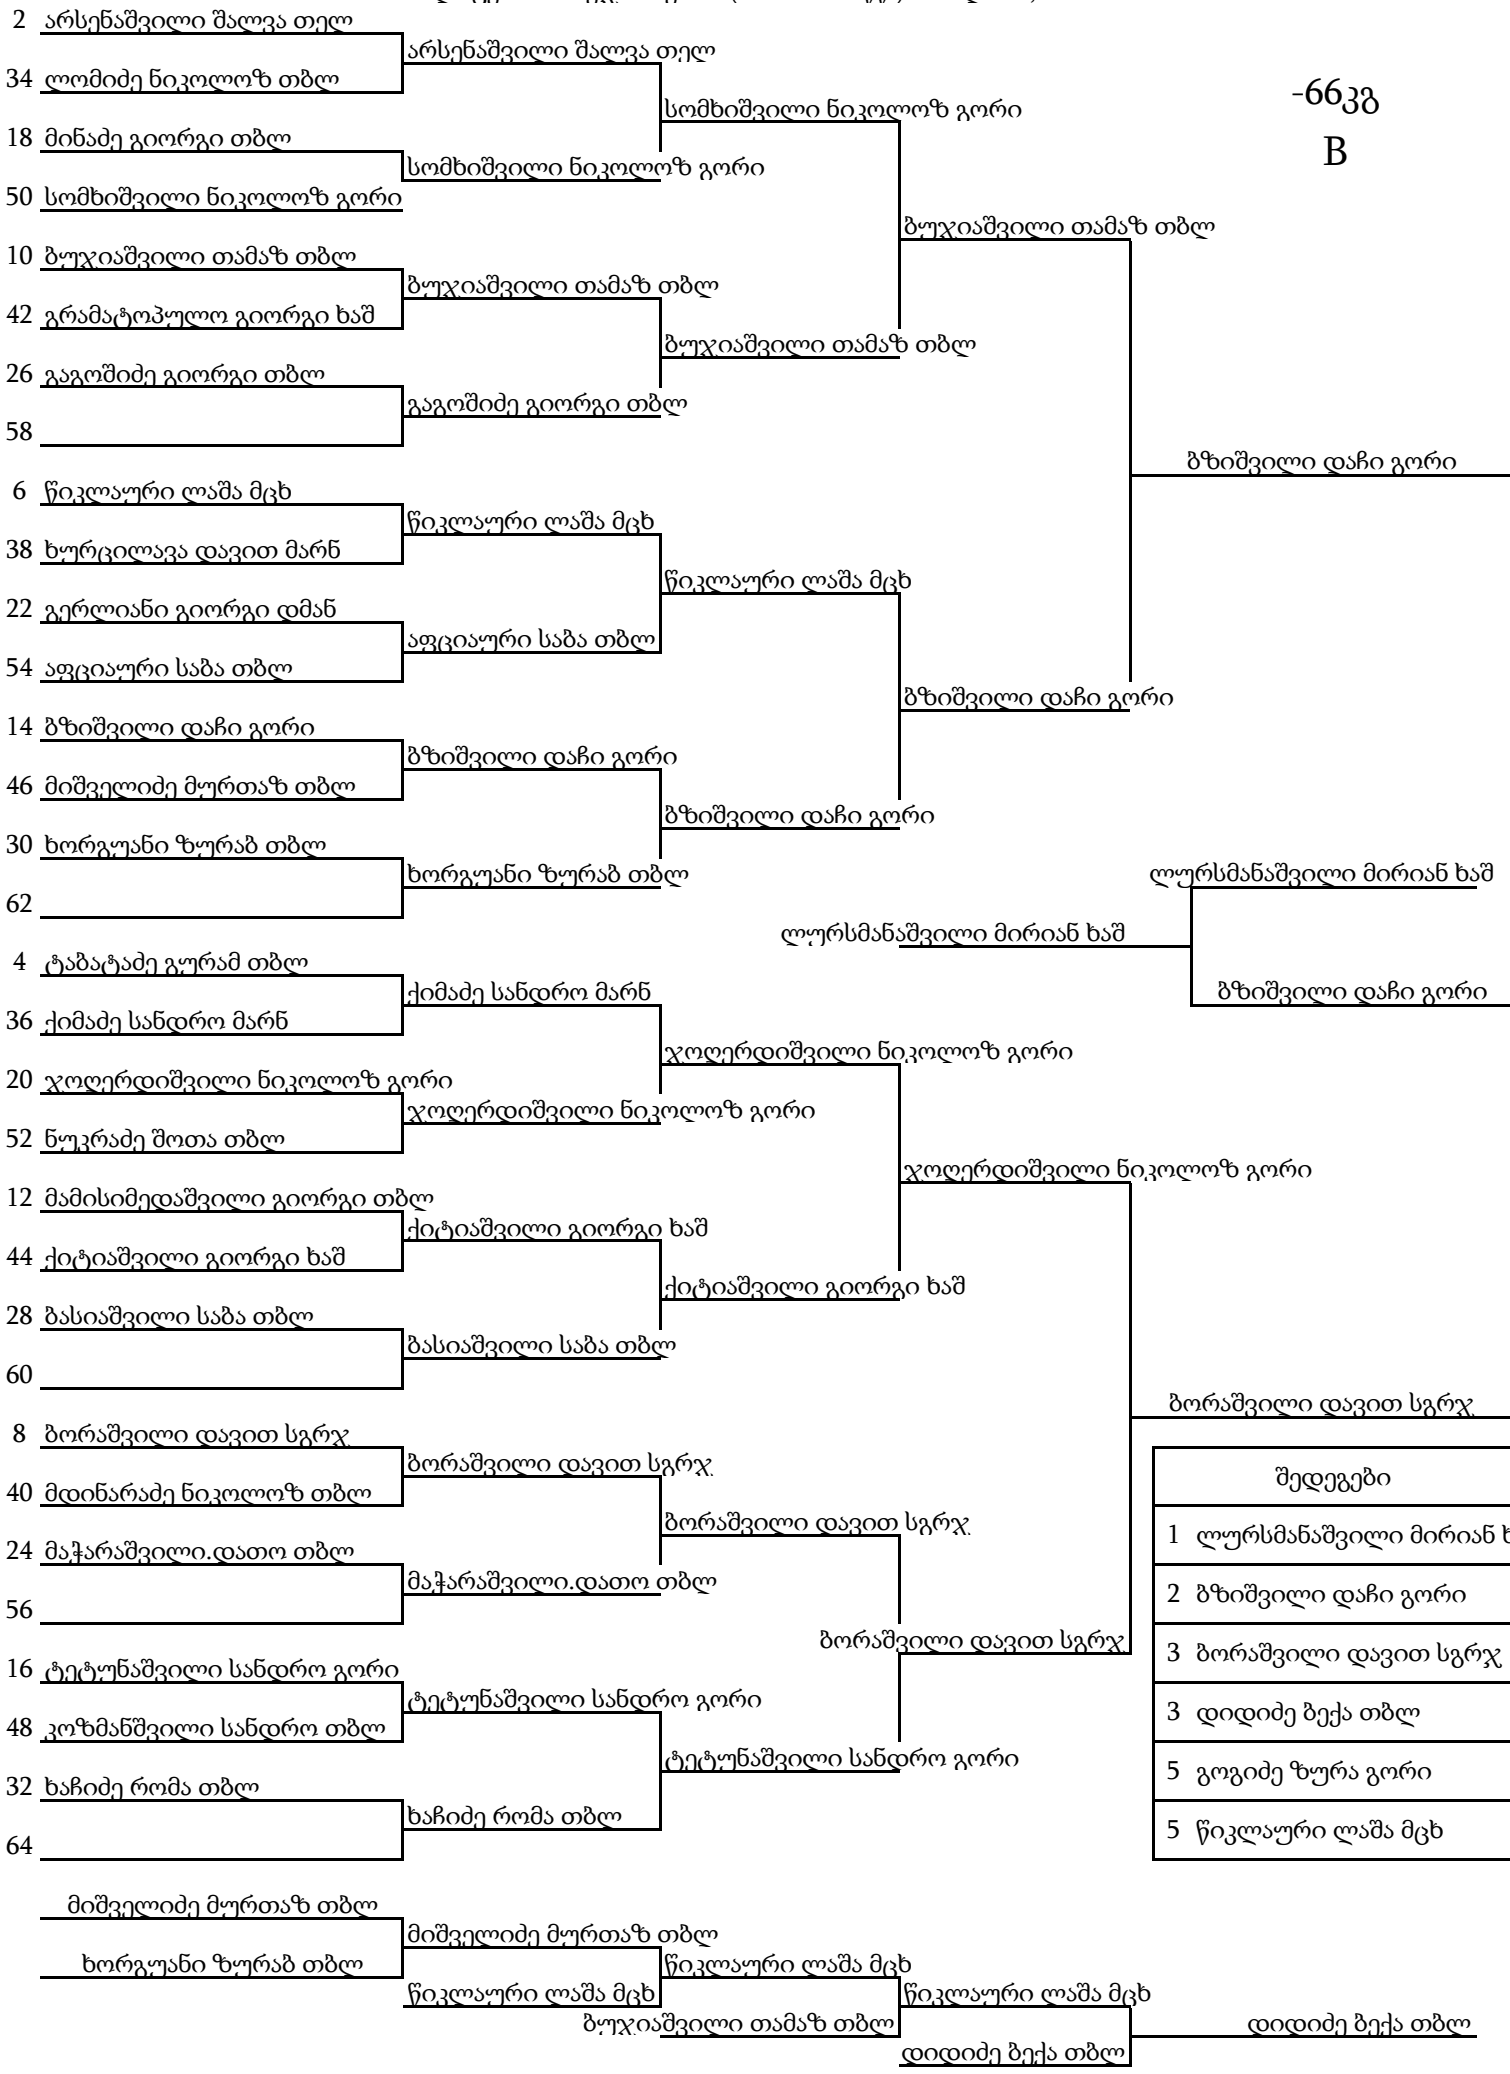 2 არსენაშვილი შალვა თელ
არსენაშვილი შალვა თელ
34 ლომიძე ნიკოლოზ თბლ
-66კგ
სომხიშვილი ნიკოლოზ გორი
18 მინაძე გიორგი თბლ
B
სომხიშვილი ნიკოლოზ გორი
50 სომხიშვილი ნიკოლოზ გორი
ბუჯიაშვილი თამაზ თბლ
10 ბუჯიაშვილი თამაზ თბლ
ბუჯიაშვილი თამაზ თბლ
42 გრამატოპულო გიორგი ხაშ
ბუჯიაშვილი თამაზ თბლ
26 გაგოშიძე გიორგი თბლ
გაგოშიძე გიორგი თბლ
58
ბზიშვილი დაჩი გორი
6 წიკლაური ლაშა მცხ
წიკლაური ლაშა მცხ
38 ხურცილავა დავით მარნ
წიკლაური ლაშა მცხ
22 გერლიანი გიორგი დმან
აფციაური საბა თბლ
54 აფციაური საბა თბლ
ბზიშვილი დაჩი გორი
14 ბზიშვილი დაჩი გორი
ბზიშვილი დაჩი გორი
46 მიშველიძე მურთაზ თბლ
ბზიშვილი დაჩი გორი
30 ხორგუანი ზურაბ თბლ
ხორგუანი ზურაბ თბლ
ლურსმანაშვილი მირიან ხაშ
62
ლურსმანაშვილი მირიან ხაშ
4 ტაბატაძე გურამ თბლ
ქიმაძე სანდრო მარნ
ბზიშვილი დაჩი გორი
36 ქიმაძე სანდრო მარნ
ჯოღერდიშვილი ნიკოლოზ გორი
20 ჯოღერდიშვილი ნიკოლოზ გორი
ჯოღერდიშვილი ნიკოლოზ გორი
52 ნუკრაძე შოთა თბლ
ჯოღერდიშვილი ნიკოლოზ გორი
12 მამისიმედაშვილი გიორგი თბლ
ქიტიაშვილი გიორგი ხაშ
44 ქიტიაშვილი გიორგი ხაშ
ქიტიაშვილი გიორგი ხაშ
28 ბასიაშვილი საბა თბლ
ბასიაშვილი საბა თბლ
60
ბორაშვილი დავით სგრჯ
8 ბორაშვილი დავით სგრჯ
ბორაშვილი დავით სგრჯ
შედეგები
40 მდინარაძე ნიკოლოზ თბლ
ბორაშვილი დავით სგრჯ
1 ლურსმანაშვილი მირიან
24 მაჭარაშვილი.დათო თბლ
მაჭარაშვილი.დათო თბლ
2 ბზიშვილი დაჩი გორი
56
ბორაშვილი დავით სგრჯ
3 ბორაშვილი დავით სგრჯ
16 ტეტუნაშვილი სანდრო გორი
ტეტუნაშვილი სანდრო გორი
3 დიდიძე ბექა თბლ
48 კოზმანშვილი სანდრო თბლ
ტეტუნაშვილი სანდრო გორი
5 გოგიძე ზურა გორი
32 ხაჩიძე რომა თბლ
ხაჩიძე რომა თბლ
5 წიკლაური ლაშა მცხ
64
მიშველიძე მურთაზ თბლ
მიშველიძე მურთაზ თბლ
ხორგუანი ზურაბ თბლ
წიკლაური ლაშა მცხ
წიკლაური ლაშა მცხ
წიკლაური ლაშა მცხ
ბუჯიაშვილი თამაზ თბლ
დიდიძე ბექა თბლ
დიდიძე ბექა თბლ